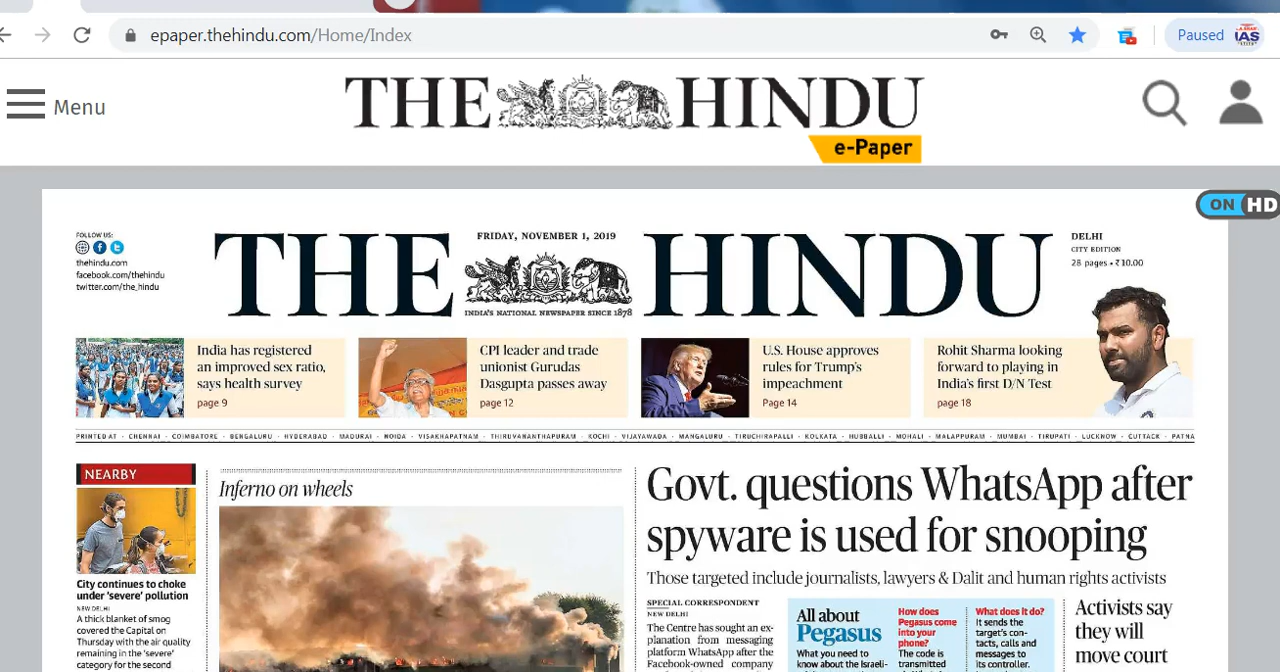 epaper.thehindu.com/Home/Index
Paused
IAS
Menu
THE HINDU
e-Paper
ON HD
FOLLOW US:
thehindu.com
facebook.com/thehindu
twitter.com/the_hindu
THE HINDU
FRIDAY, NOVEMBER 1, 2019
INDIA'S NATIONAL NEWSPAPER SINCE 1878
DELHI
CITY EDITION
28 pages • ₹10.00
India has registered
an improved sex ratio,
says health survey
page 9
CPI leader and trade
unionist Gurudas
Dasgupta passes away
page 12
U.S. House approves
rules for Trump's
impeachment
Page 14
Rohit Sharma looking
forward to playing in
India's first D/N Test
page 18
PRINTED AT • CHENNAI • COIMBATORE • BENGALURU • HYDERABAD • MADURAI • NOIDA • VISAKHAPATNAM • THIRUVANANTHAPURAM • KOCHI • VIJAYAWADA • MANGALURU • TIRUCHIRAPALLI • KOLKATA • HUBBALLI • MOHALI • MALAPPURAM • MUMBAI • TIRUPATI • LUCKNOW • CUTTACK • PATNA
NEARBY
City continues to choke
under 'severe' pollution
NEW DELHI
A thick blanket of smog
covered the Capital on
Thursday with the air quality
remaining in the 'severe'
category for the second
Inferno on wheels
Govt. questions WhatsApp after
spyware is used for snooping
Those targeted include journalists, lawyers & Dalit and human rights activists
SPECIAL CORRESPONDENT
NEW DELHI
The Centre has sought an ex-
planation from messaging
platform WhatsApp after the
Facebook-owned company
All about
Pegasus
What you need to
know about the Israeli-
How does
Pegasus come
into your
phone?
The code is
transmitted
What does it do?
It sends the
target's con-
tacts, calls and
messages to
its controller.
Activists say
they will
move court